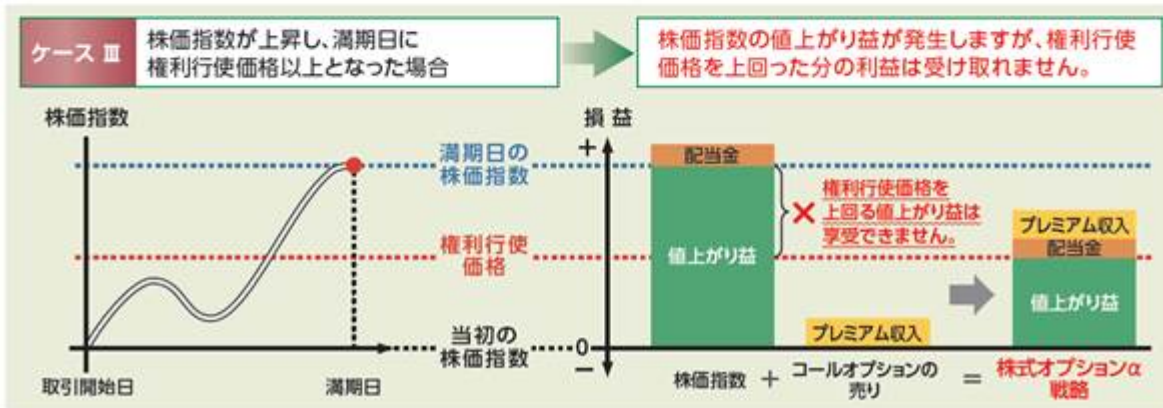 ケース Ⅲ
株価指数が上昇し、満期日に
権利行使価格以上となった場合
株価指数の値上がり益が発生しますが、権利行使
価格を上回った分の利益は受け取れません。
株価指数
満期日の
株価指数
権利行使
価格
当初の
株価指数
取引開始日
満期日
損 益
+
0
−
配当金
値上がり益
×
権利行使価格を
上回る値上がり益は
享受できません。
プレミアム収入
プレミアム収入
配当金
値上がり益
株価指数
+
コールオプションの
売り
=
株式オプションα
戦略